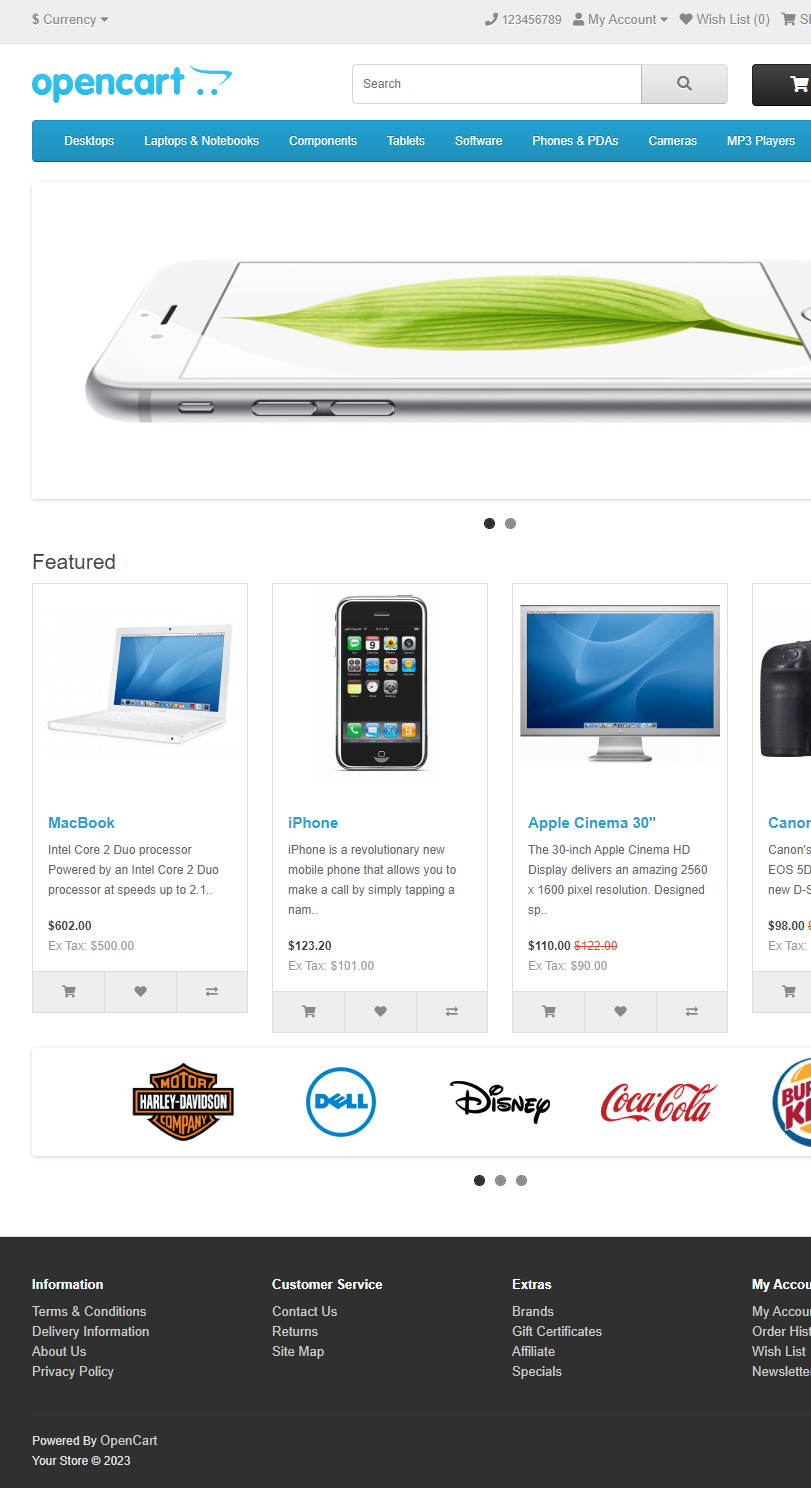 $ Currency
123456789 My Account Wish List (0)
opencart
Search
Desktops Laptops & Notebooks Components Tablets Software Phones & PDAs Cameras MP3 Players
Featured
MacBook
Intel Core 2 Duo processor
Powered by an Intel Core 2 Duo
processor at speeds up to 2.1..
$602.00
Ex Tax: $500.00
iPhone
iPhone is a revolutionary new
mobile phone that allows you to
make a call by simply tapping a
nam..
$123.20
Ex Tax: $101.00
Apple Cinema 30"
The 30-inch Apple Cinema HD
Display delivers an amazing 2560
x 1600 pixel resolution. Designed
sp..
$110.00 $122.00
Ex Tax: $90.00
Canon
Canon's
EOS 5D
new D-S
$98.00
Ex Tax:
MOTOR
HARLEY-DAVIDSON
COMPANY
DELL
Disney
Coca-Cola
Information
Terms & Conditions
Delivery Information
About Us
Privacy Policy
Customer Service
Contact Us
Returns
Site Map
Extras
Brands
Gift Certificates
Affiliate
Specials
My Accou
My Accou
Order Hist
Wish List
Newslette
Powered By OpenCart
Your Store © 2023